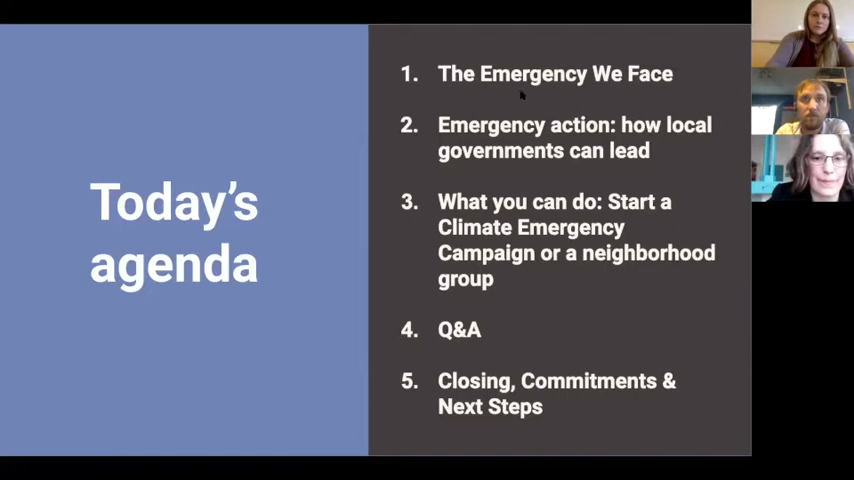 Today's
agenda
1. The Emergency We Face
2. Emergency action: how local
governments can lead
3. What you can do: Start a
Climate Emergency
Campaign or a neighborhood
group
4. Q&A
5. Closing, Commitments &
Next Steps